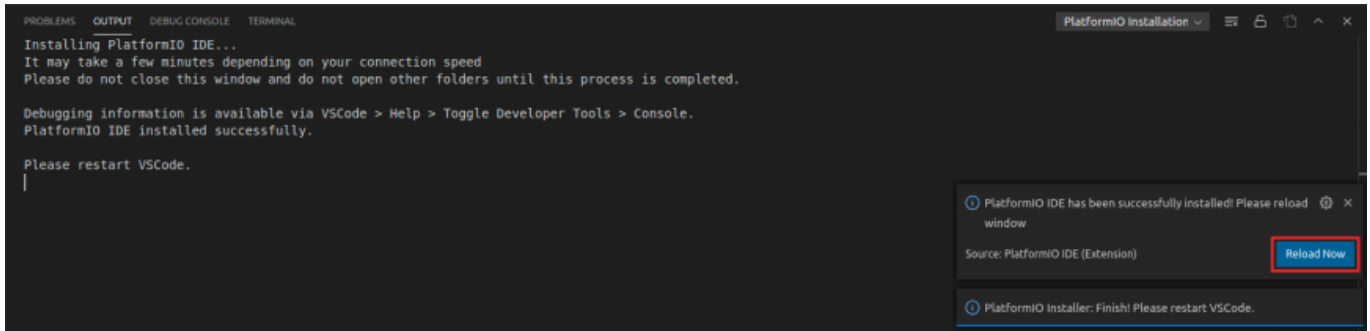 PROBLEMS OUTPUT DEBUG CONSOLE TERMINAL PlatformIO Installation
Installing PlatformIO IDE...
It may take a few minutes depending on your connection speed
Please do not close this window and do not open other folders until this process is completed.
Debugging information is available via VSCode > Help > Toggle Developer Tools > Console.
PlatformIO IDE installed successfully.
Please restart VSCode.
PlatformIO IDE has been successfully installed! Please reload
window
Source: PlatformIO IDE (Extension) Reload Now
PlatformIO Installer: Finish! Please restart VSCode.